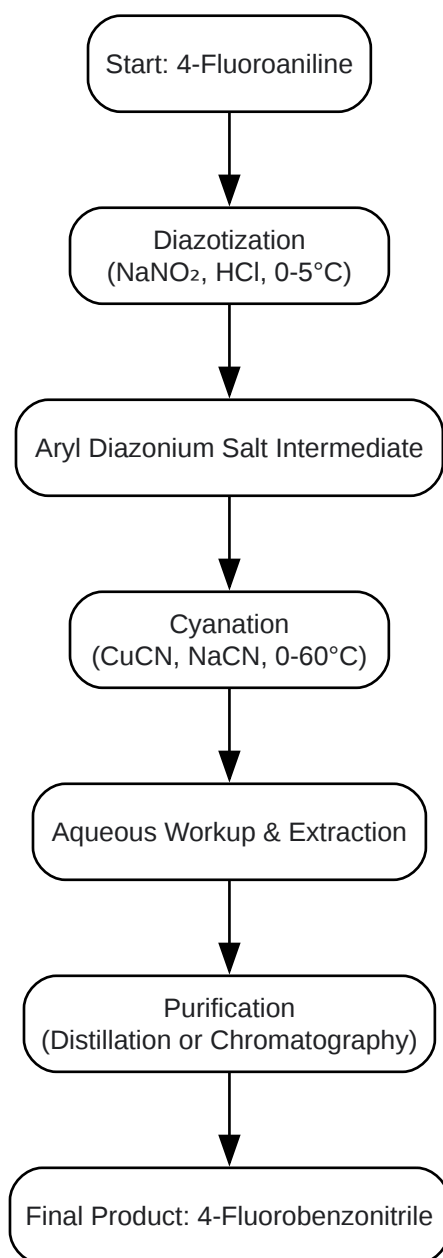 Start: 4-Fluoroaniline
Diazotization
(NaNO₂, HCl, 0-5°C)
Aryl Diazonium Salt Intermediate
Cyanation
(CuCN, NaCN, 0-60°C)
Aqueous Workup & Extraction
Purification
(Distillation or Chromatography)
Final Product: 4-Fluorobenzonitrile